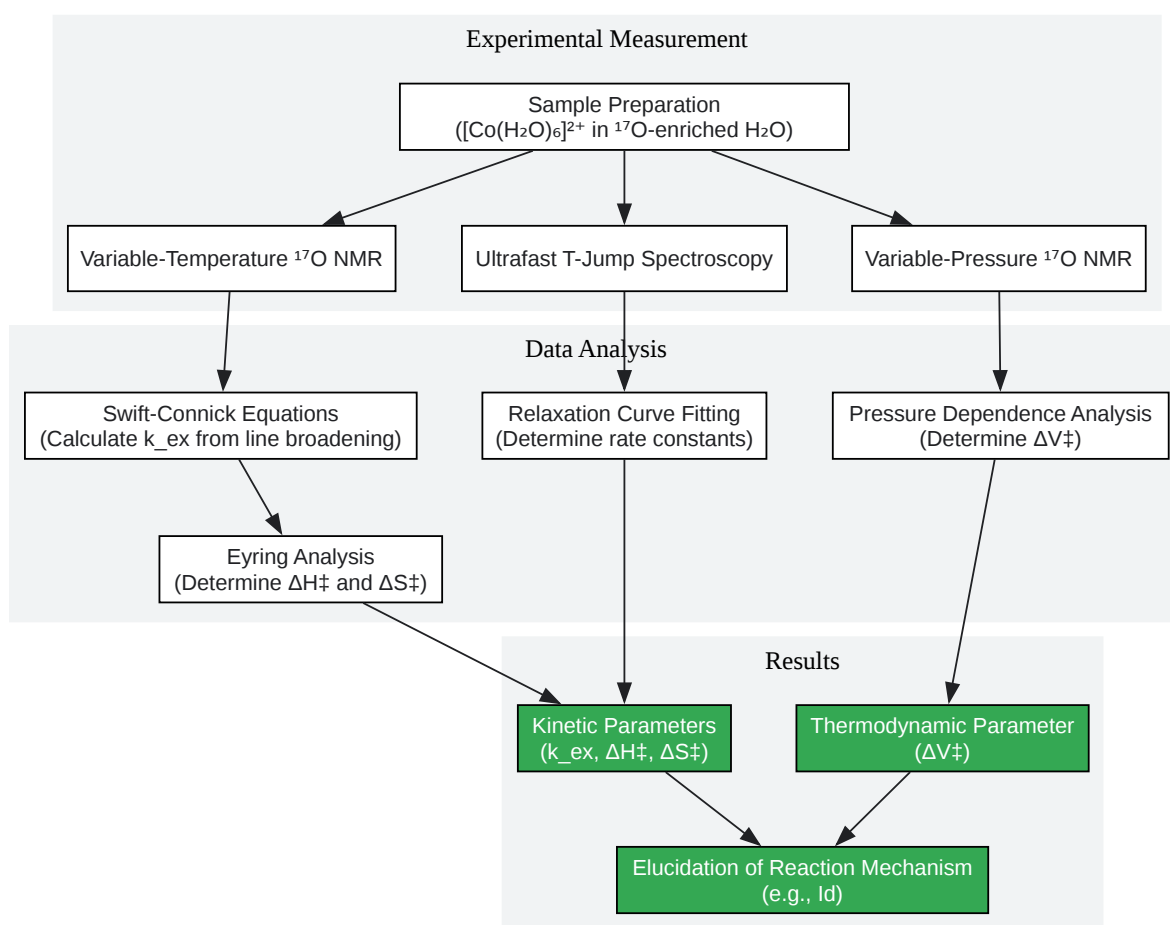 Experimental Measurement
Sample Preparation
([Co(H₂O)₆]²⁺ in ¹⁷O-enriched H₂O)
Variable-Temperature ¹⁷O NMR
Ultrafast T-Jump Spectroscopy
Variable-Pressure ¹⁷O NMR
Data Analysis
Swift-Connick Equations
(Calculate k_ex from line broadening)
Relaxation Curve Fitting
(Determine rate constants)
Pressure Dependence Analysis
(Determine ΔV‡)
Eyring Analysis
(Determine ΔH‡ and ΔS‡)
Results
Kinetic Parameters
(k_ex, ΔH‡, ΔS‡)
Thermodynamic Parameter
(ΔV‡)
Elucidation of Reaction Mechanism
(e.g., Id)